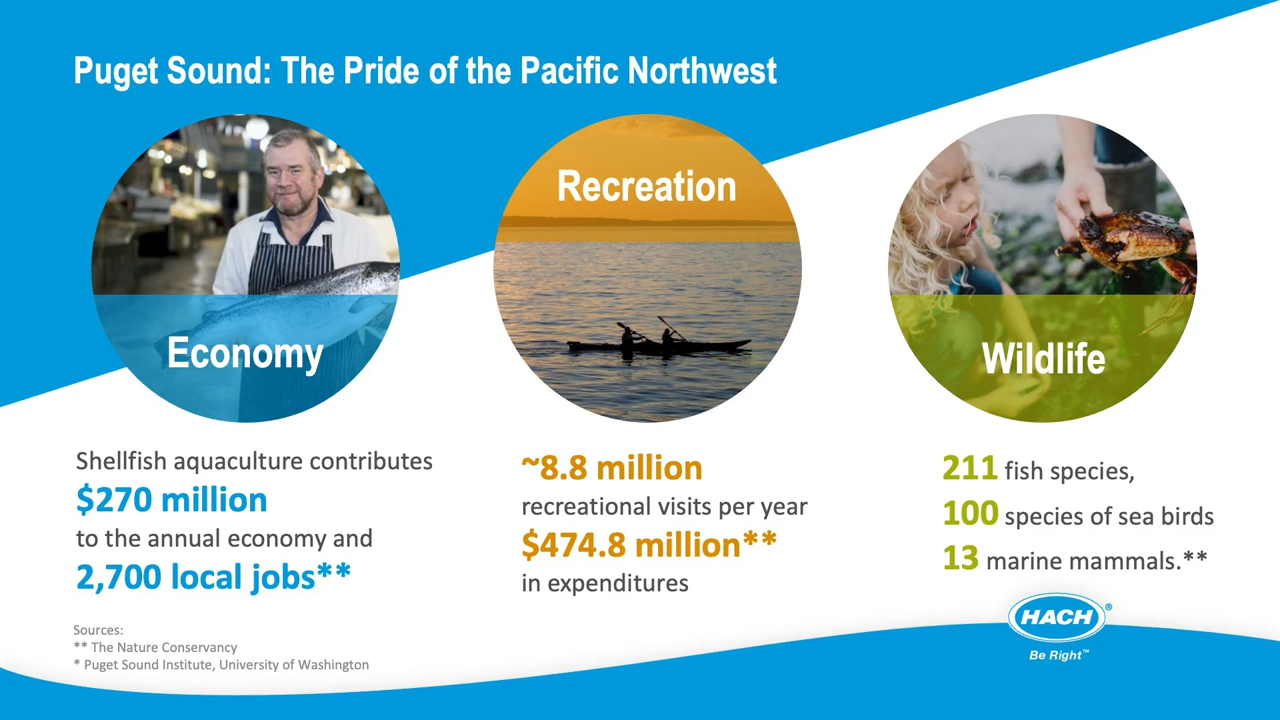 Puget Sound: The Pride of the Pacific Northwest
Economy
Shellfish aquaculture contributes
$270 million
to the annual economy and
2,700 local jobs**
Recreation
~8.8 million
recreational visits per year
$474.8 million**
in expenditures
Wildlife
211 fish species,
100 species of sea birds
13 marine mammals.**
Sources:
** The Nature Conservancy
* Puget Sound Institute, University of Washington
HACH®
Be Right™